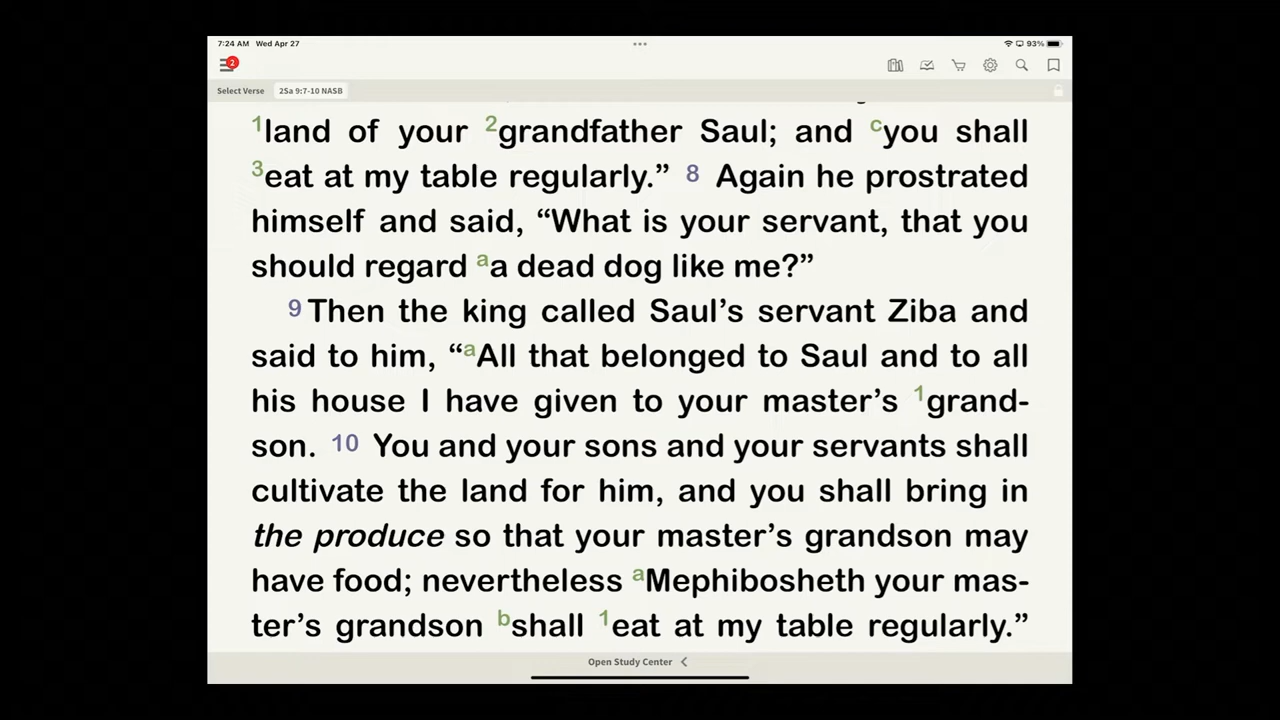 7:24 AM Wed Apr 27
93%
2
Select Verse 2Sa 9:7-10 NASB
1land of your 2grandfather Saul; and cyou shall
3eat at my table regularly.” 8 Again he prostrated
himself and said, “What is your servant, that you
should regard aa dead dog like me?”
9 Then the king called Saul’s servant Ziba and
said to him, “aAll that belonged to Saul and to all
his house I have given to your master’s 1grand-
son. 10 You and your sons and your servants shall
cultivate the land for him, and you shall bring in
the produce so that your master’s grandson may
have food; nevertheless aMephibosheth your mas-
ter’s grandson bshall 1eat at my table regularly.”
Open Study Center